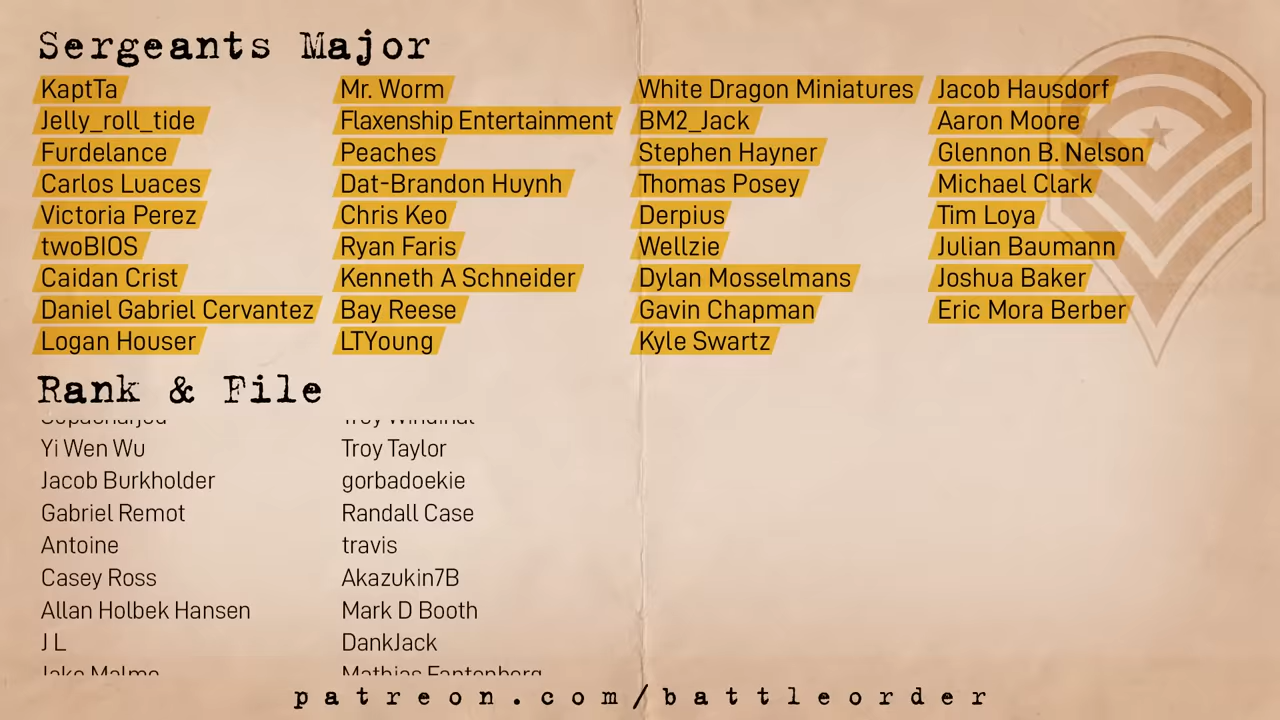 Sergeants Major
KaptTa
Jelly_roll_tide
Furdelance
Carlos Luaces
Victoria Perez
twoBIOS
Caidan Crist
Daniel Gabriel Cervantez
Logan Houser
Mr. Worm
Flaxenship Entertainment
Peaches
Dat-Brandon Huynh
Chris Keo
Ryan Faris
Kenneth A Schneider
Bay Reese
LTYoung
White Dragon Miniatures
BM2_Jack
Stephen Hayner
Thomas Posey
Derpius
Wellzie
Dylan Mosselmans
Gavin Chapman
Kyle Swartz
Jacob Hausdorf
Aaron Moore
Glennon B. Nelson
Michael Clark
Tim Loya
Julian Baumann
Joshua Baker
Eric Mora Berber
Rank & File
Yi Wen Wu
Jacob Burkholder
Gabriel Remot
Antoine
Casey Ross
Allan Holbek Hansen
J L
Jake Malmo
Troy Taylor
gorbadoekie
Randall Case
travis
Akazukin7B
Mark D Booth
DankJack
Mathias
patreon.com/battleorder